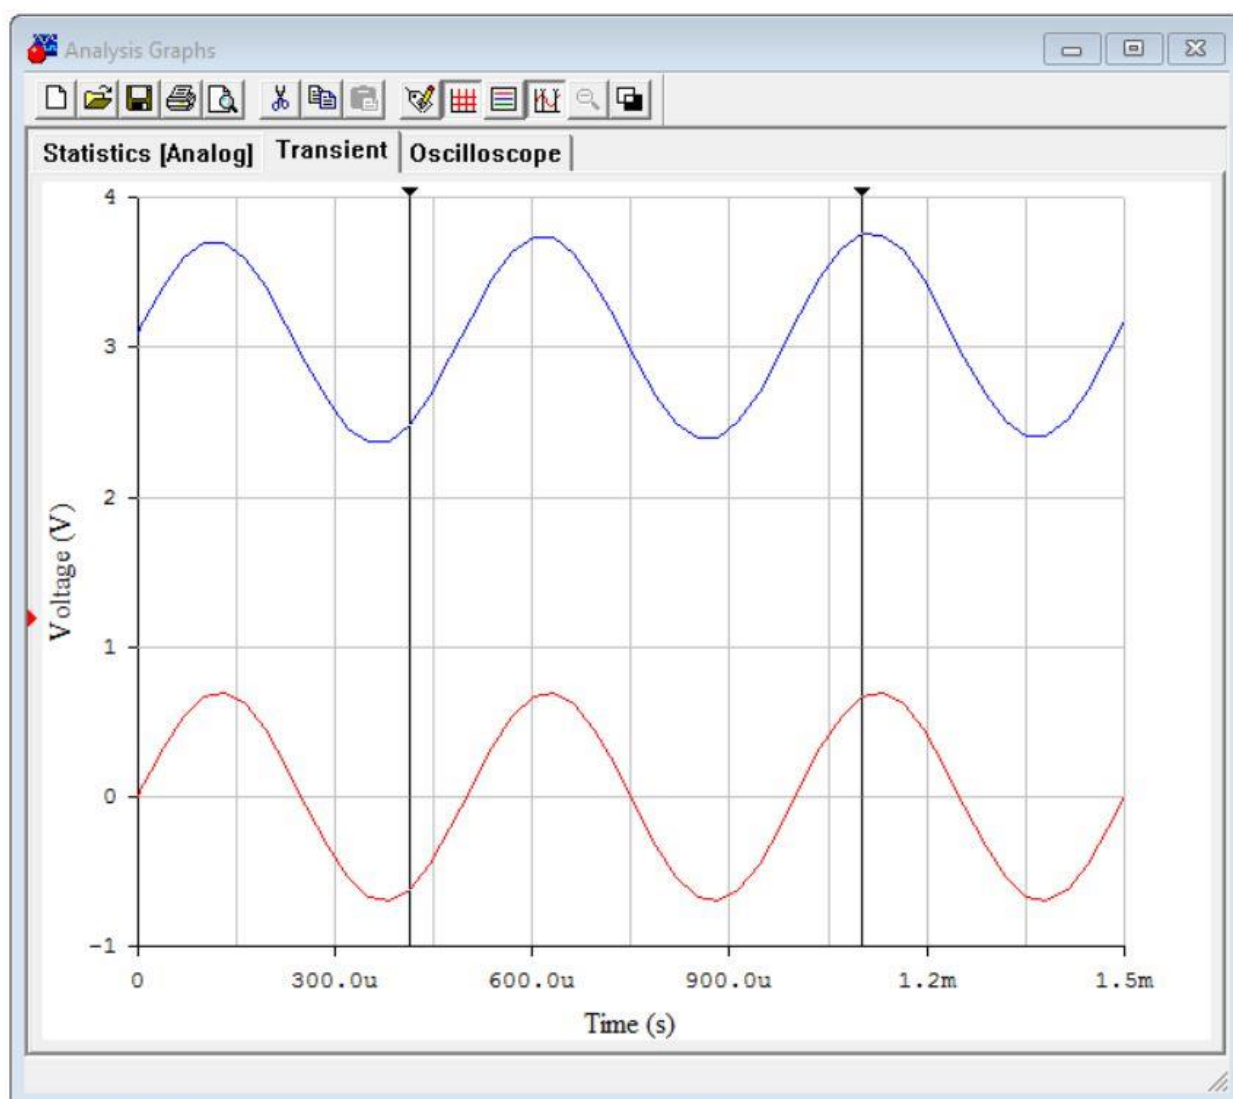 Analysis Graphs
Statistics [Analog] Transient Oscilloscope
4
3
2
1
0
-1
Voltage (V)
0 300.0u 600.0u 900.0u 1.2m 1.5m
Time (s)